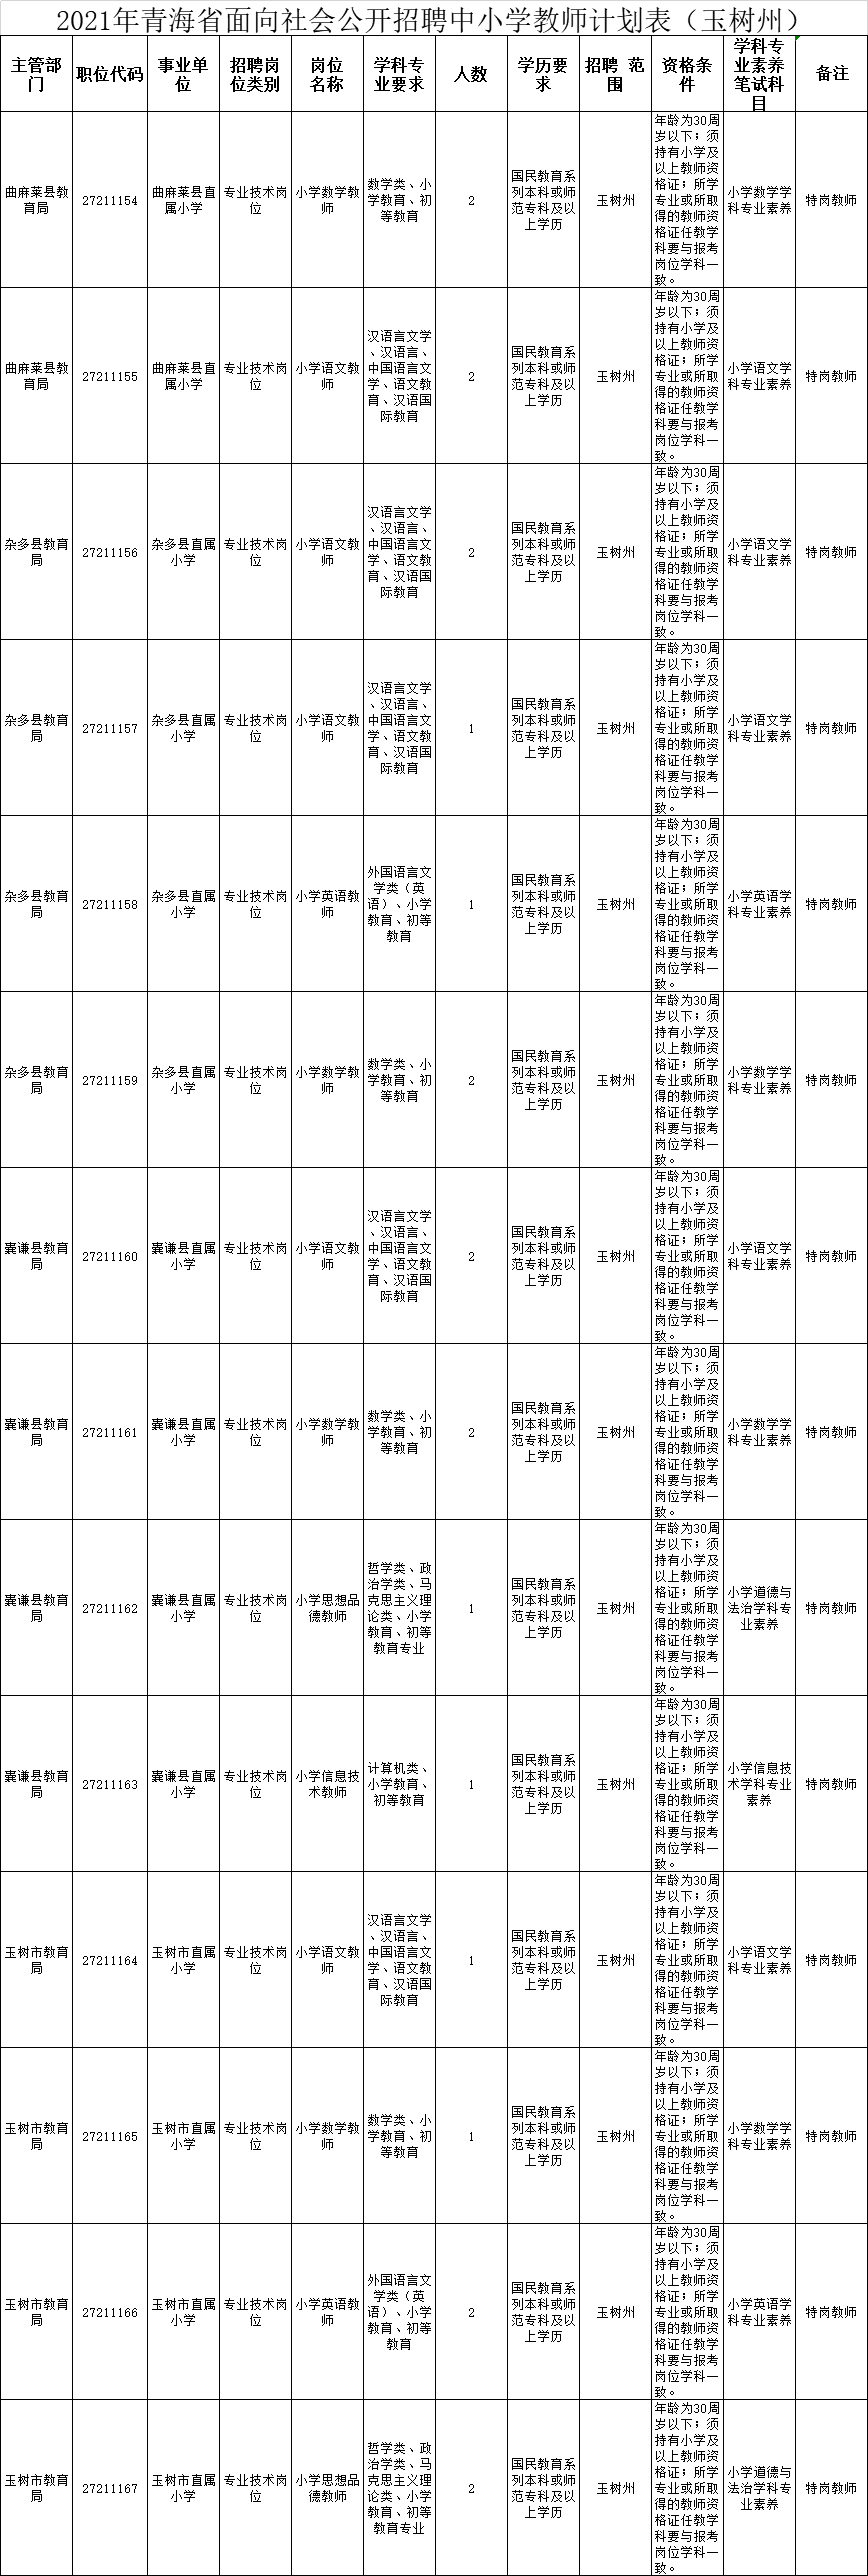 2021年青海省面向社会公开招聘中小学教师计划表（玉树州）
主管部门 职位代码 事业单位 招聘岗位类别 岗位名称 学科专业要求 人数 学历要求 招聘 范围 资格条件 学科专业素养笔试科目 备注
曲麻莱县教育局 27211154 曲麻莱县直属小学 专业技术岗位 小学数学教师 数学类、小学教育、初等教育 2 国民教育系列本科或师范专科及以上学历 玉树州 年龄为30周岁以下；须持有小学及以上教师资格证；所学专业或所取得的教师资格证任教学科要与报考岗位学科一致。 小学数学学科专业素养 特岗教师
曲麻莱县教育局 27211155 曲麻莱县直属小学 专业技术岗位 小学语文教师 汉语言文学、汉语言、中国语言文学、语文教育、汉语国际教育 2 国民教育系列本科或师范专科及以上学历 玉树州 年龄为30周岁以下；须持有小学及以上教师资格证；所学专业或所取得的教师资格证任教学科要与报考岗位学科一致。 小学语文学科专业素养 特岗教师
杂多县教育局 27211156 杂多县直属小学 专业技术岗位 小学语文教师 汉语言文学、汉语言、中国语言文学、语文教育、汉语国际教育 2 国民教育系列本科或师范专科及以上学历 玉树州 年龄为30周岁以下；须持有小学及以上教师资格证；所学专业或所取得的教师资格证任教学科要与报考岗位学科一致。 小学语文学科专业素养 特岗教师
杂多县教育局 27211157 杂多县直属小学 专业技术岗位 小学语文教师 汉语言文学、汉语言、中国语言文学、语文教育、汉语国际教育 1 国民教育系列本科或师范专科及以上学历 玉树州 年龄为30周岁以下；须持有小学及以上教师资格证；所学专业或所取得的教师资格证任教学科要与报考岗位学科一致。 小学语文学科专业素养 特岗教师
杂多县教育局 27211158 杂多县直属小学 专业技术岗位 小学英语教师 外国语言文学类（英语）、小学教育、初等教育 1 国民教育系列本科或师范专科及以上学历 玉树州 年龄为30周岁以下；须持有小学及以上教师资格证；所学专业或所取得的教师资格证任教学科要与报考岗位学科一致。 小学英语学科专业素养 特岗教师
杂多县教育局 27211159 杂多县直属小学 专业技术岗位 小学数学教师 数学类、小学教育、初等教育 2 国民教育系列本科或师范专科及以上学历 玉树州 年龄为30周岁以下；须持有小学及以上教师资格证；所学专业或所取得的教师资格证任教学科要与报考岗位学科一致。 小学数学学科专业素养 特岗教师
囊谦县教育局 27211160 囊谦县直属小学 专业技术岗位 小学语文教师 汉语言文学、汉语言、中国语言文学、语文教育、汉语国际教育 2 国民教育系列本科或师范专科及以上学历 玉树州 年龄为30周岁以下；须持有小学及以上教师资格证；所学专业或所取得的教师资格证任教学科要与报考岗位学科一致。 小学语文学科专业素养 特岗教师
囊谦县教育局 27211161 囊谦县直属小学 专业技术岗位 小学数学教师 数学类、小学教育、初等教育 2 国民教育系列本科或师范专科及以上学历 玉树州 年龄为30周岁以下；须持有小学及以上教师资格证；所学专业或所取得的教师资格证任教学科要与报考岗位学科一致。 小学数学学科专业素养 特岗教师
囊谦县教育局 27211162 囊谦县直属小学 专业技术岗位 小学思想品德教师 哲学类、政治学类、马克思主义理论类、小学教育、初等教育专业 1 国民教育系列本科或师范专科及以上学历 玉树州 年龄为30周岁以下；须持有小学及以上教师资格证；所学专业或所取得的教师资格证任教学科要与报考岗位学科一致。 小学道德与法治学科专业素养 特岗教师
囊谦县教育局 27211163 囊谦县直属小学 专业技术岗位 小学信息技术教师 计算机类、小学教育、初等教育 1 国民教育系列本科或师范专科及以上学历 玉树州 年龄为30周岁以下；须持有小学及以上教师资格证；所学专业或所取得的教师资格证任教学科要与报考岗位学科一致。 小学信息技术学科专业素养 特岗教师
玉树市教育局 27211164 玉树市直属小学 专业技术岗位 小学语文教师 汉语言文学、汉语言、中国语言文学、语文教育、汉语国际教育 1 国民教育系列本科或师范专科及以上学历 玉树州 年龄为30周岁以下；须持有小学及以上教师资格证；所学专业或所取得的教师资格证任教学科要与报考岗位学科一致。 小学语文学科专业素养 特岗教师
玉树市教育局 27211165 玉树市直属小学 专业技术岗位 小学数学教师 数学类、小学教育、初等教育 1 国民教育系列本科或师范专科及以上学历 玉树州 年龄为30周岁以下；须持有小学及以上教师资格证；所学专业或所取得的教师资格证任教学科要与报考岗位学科一致。 小学数学学科专业素养 特岗教师
玉树市教育局 27211166 玉树市直属小学 专业技术岗位 小学英语教师 外国语言文学类（英语）、小学教育、初等教育 2 国民教育系列本科或师范专科及以上学历 玉树州 年龄为30周岁以下；须持有小学及以上教师资格证；所学专业或所取得的教师资格证任教学科要与报考岗位学科一致。 小学英语学科专业素养 特岗教师
玉树市教育局 27211167 玉树市直属小学 专业技术岗位 小学思想品德教师 哲学类、政治学类、马克思主义理论类、小学教育、初等教育专业 2 国民教育系列本科或师范专科及以上学历 玉树州 年龄为30周岁以下；须持有小学及以上教师资格证；所学专业或所取得的教师资格证任教学科要与报考岗位学科一致。 小学道德与法治学科专业素养 特岗教师